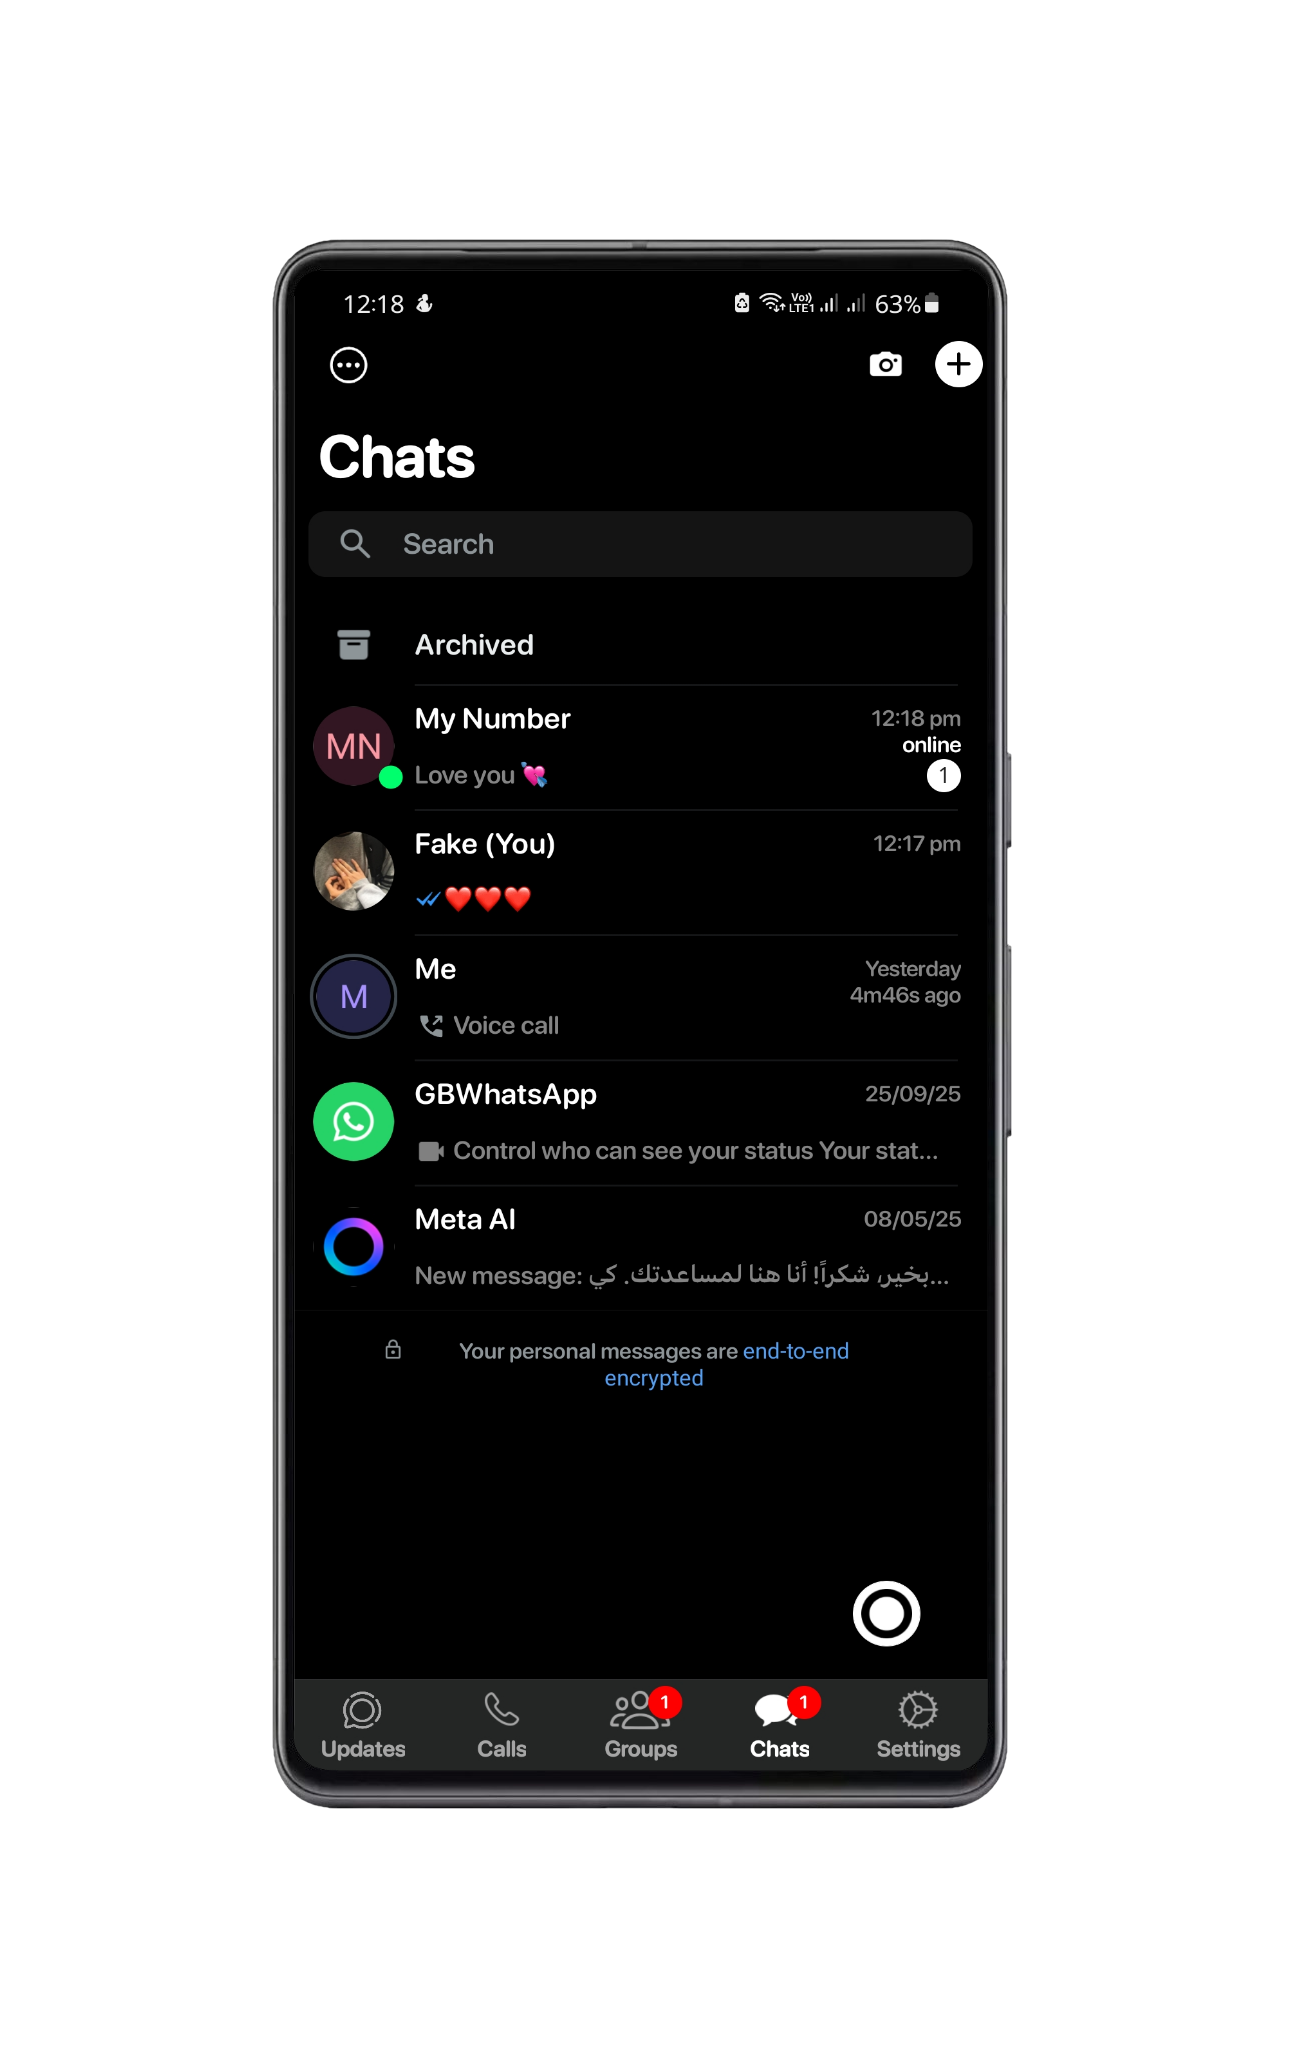 12:18
Vo))
LTE1
63%
Chats
Search
Archived
MN
My Number
12:18 pm
online
Love you 💘
1
Fake (You)
12:17 pm
❤️❤️❤️
M
Me
Yesterday
4m46s ago
Voice call
GBWhatsApp
25/09/25
Control who can see your status Your stat...
Meta AI
08/05/25
New message: بخير، شكراً! أنا هنا لمساعدتك. كي...
Your personal messages are end-to-end
encrypted
1
1
Updates
Calls
Groups
Chats
Settings